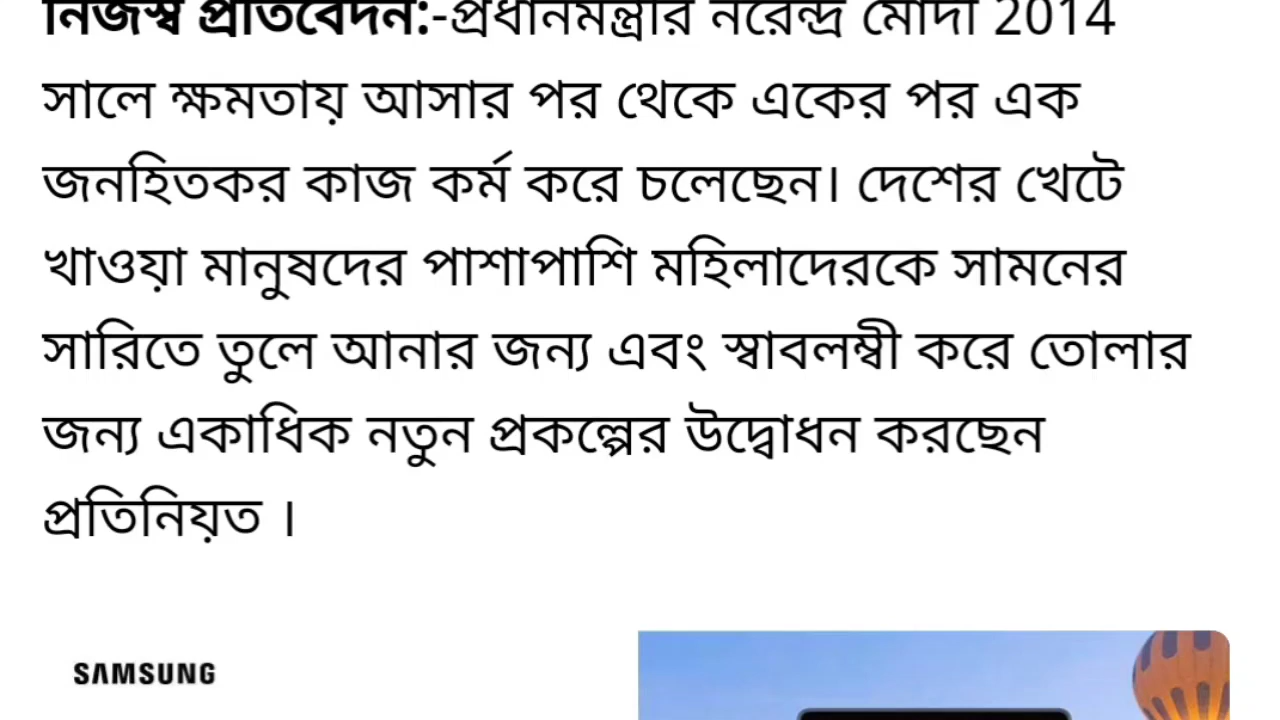 নিজস্ব প্রতিবেদন:-প্রধানমন্ত্রীর নরেন্দ্র মোদী 2014
সালে ক্ষমতায় আসার পর থেকে একের পর এক
জনহিতকর কাজ কর্ম করে চলেছেন। দেশের খেটে
খাওয়া মানুষদের পাশাপাশি মহিলাদেরকে সামনের
সারিতে তুলে আনার জন্য এবং স্বাবলম্বী করে তোলার
জন্য একাধিক নতুন প্রকল্পের উদ্বোধন করছেন
প্রতিনিয়ত ।
SAMSUNG